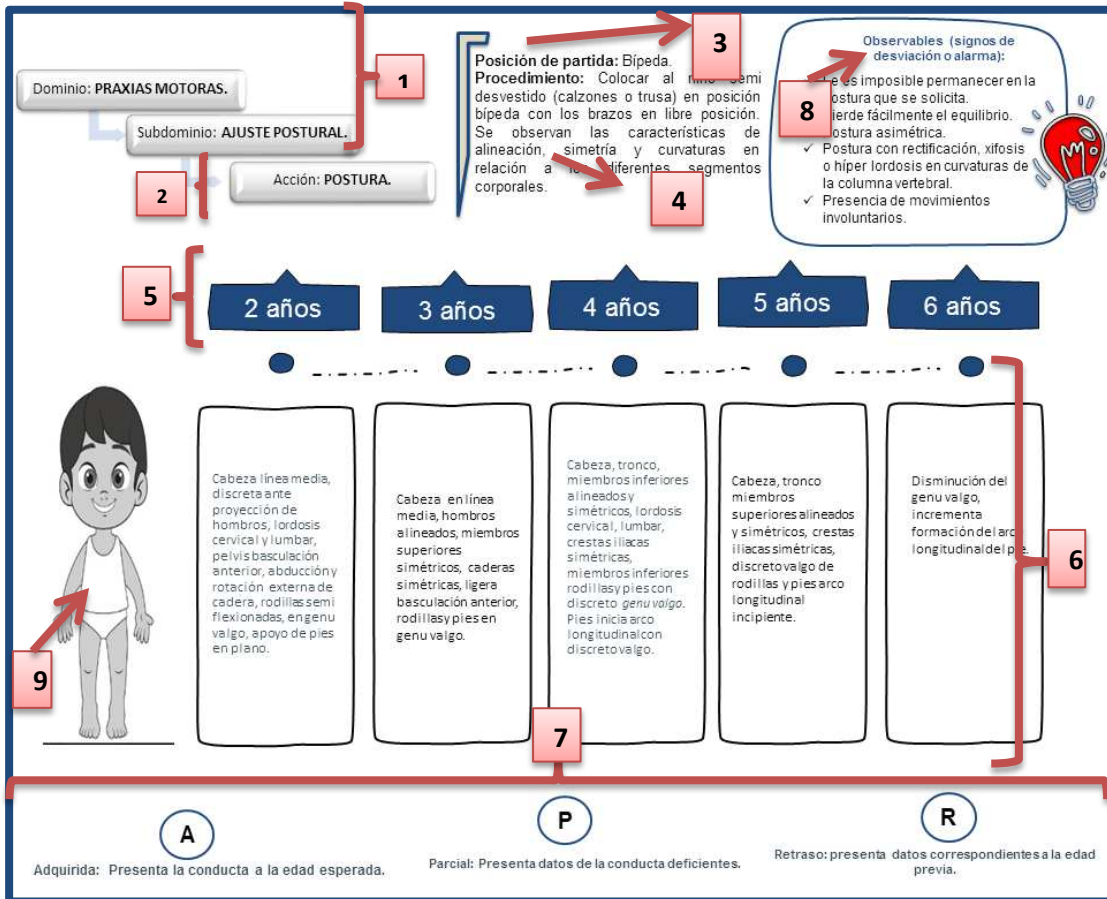 Dominio: PRAXIAS MOTORAS.
Subdominio: AJUSTE POSTURAL.
Acción: POSTURA.
1
2
Posición de partida: Bípeda.
Procedimiento: Colocar al semi
desvestido (calzones o trusa) en posición
bípeda con los brazos en libre posición.
Se observan las características de
alineación, simetría y curvaturas en
relación a diferentes segmentos
corporales.
3
4
Observables (signos de
desviación o alarma):
es imposible permanecer en la
postura que se solicita.
fácilmente el equilibrio.
Postura asimétrica.
✓ Postura con rectificación, xifosis
o híper lordosis en curvaturas de
la columna vertebral.
✓ Presencia de movimientos
involuntarios.
8
5
2 años
3 años
4 años
5 años
6 años
Cabeza línea media,
discreta ante
proyección de
hombros, lordosis
cervical y lumbar,
pelvis basculación
anterior, abducción y
rotación externa de
cadera, rodillas semi
flexionadas, en genu
valgo, apoyo de pies
en plano.
Cabeza en línea
media, hombros
alineados, miembros
superiores
simétricos, caderas
simétricas, ligera
basculación anterior,
rodillas y pies en
genu valgo.
Cabeza, tronco,
miembros inferiores
alineados y
simétricos, lordosis
cervical, lumbar,
crestas iliacas
simétricas,
miembros inferiores
rodillas y pies con
discreto genu valgo.
Pies inicia arco
longitudinal con
discreto valgo.
Cabeza, tronco
miembros
superiores alineados
y simétricos, crestas
iliacas simétricas,
discreto valgo de
rodillas y pies arco
longitudinal
incipiente.
Disminución del
genu valgo,
incrementa
formación del arco
longitudinal del pie.
6
9
7
A
Adquirida: Presenta la conducta a la edad esperada.
P
Parcial: Presenta datos de la conducta deficientes.
R
Retraso: presenta datos correspondientes a la edad
previa.